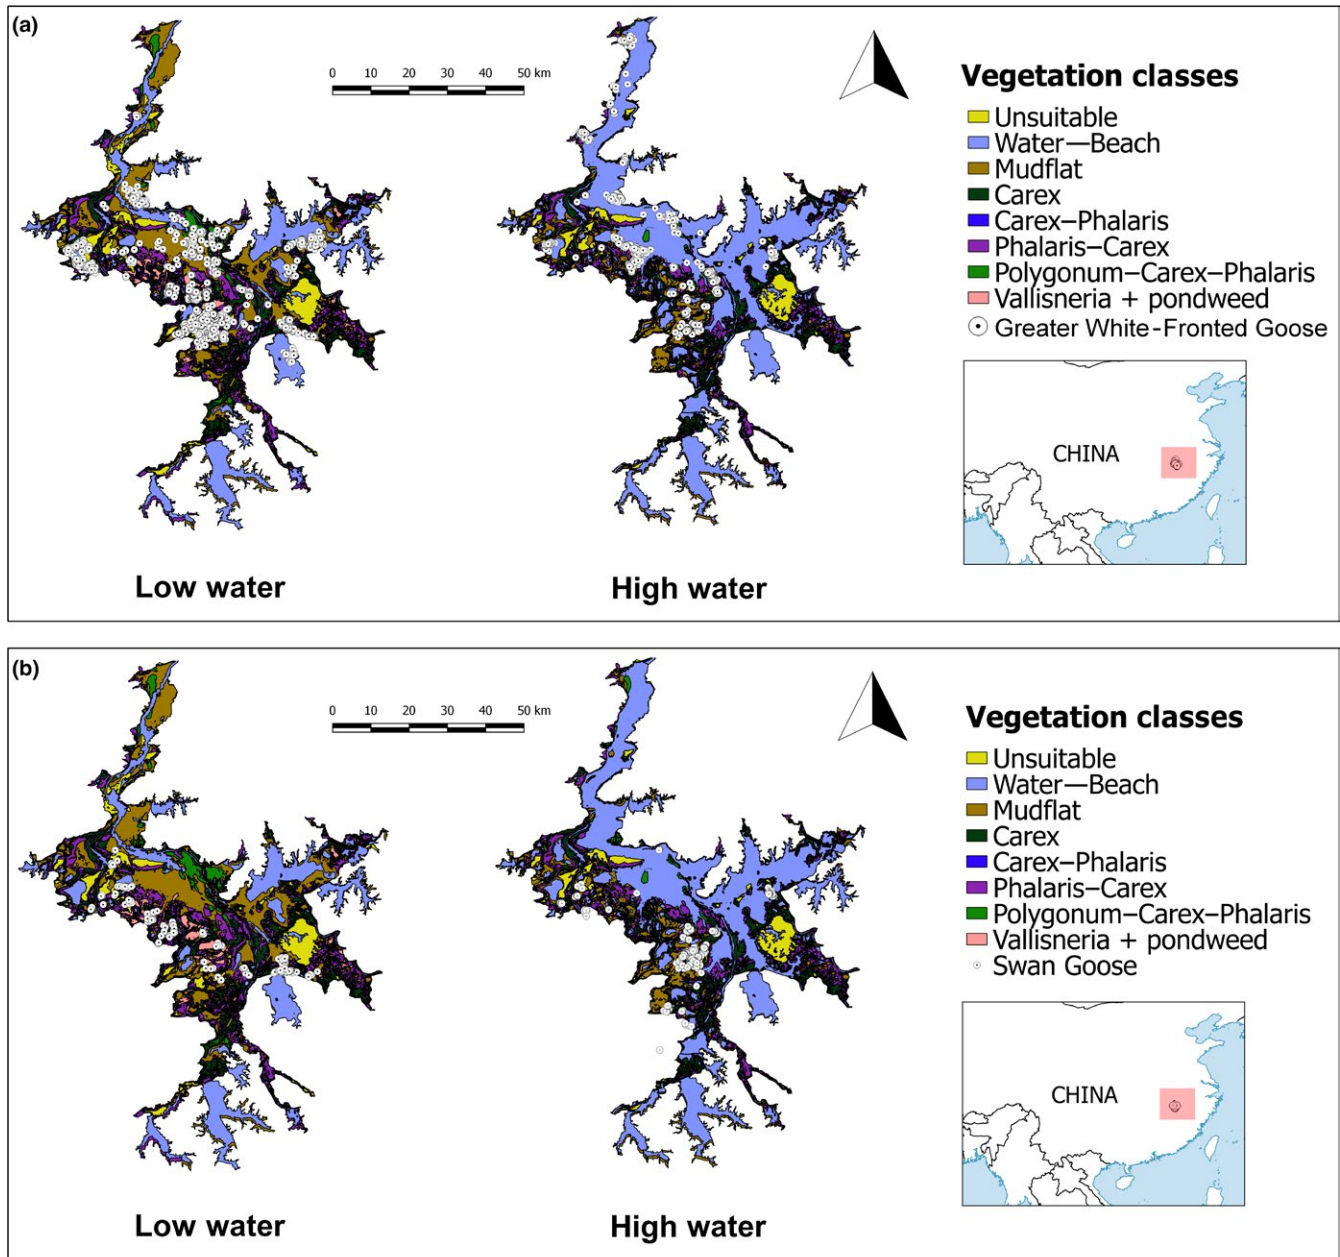 (a)
0 10 20 30 40 50 km
Vegetation classes
Unsuitable
Water—Beach
Mudflat
Carex
Carex–Phalaris
Phalaris–Carex
Polygonum–Carex–Phalaris
Vallisneria + pondweed
Greater White-Fronted Goose
CHINA
Low water
High water
(b)
0 10 20 30 40 50 km
Vegetation classes
Unsuitable
Water—Beach
Mudflat
Carex
Carex–Phalaris
Phalaris–Carex
Polygonum–Carex–Phalaris
Vallisneria + pondweed
Swan Goose
CHINA
Low water
High water